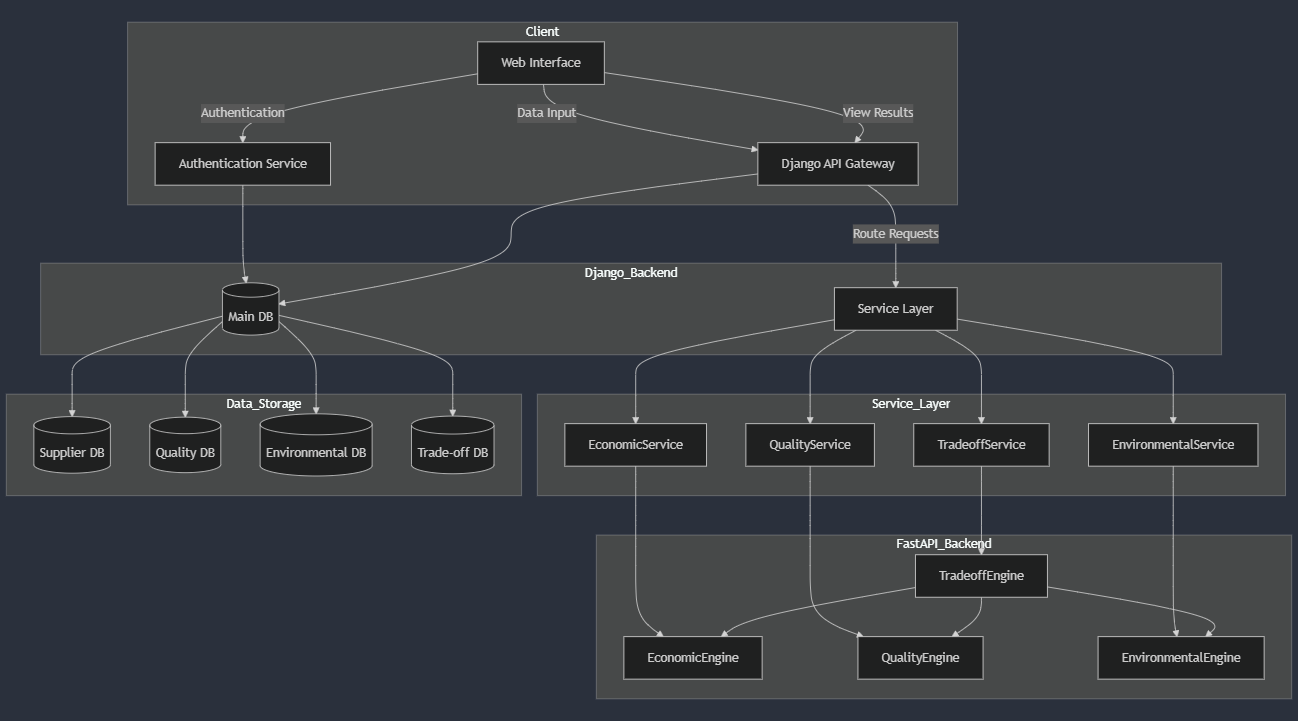 Client
Web Interface
Authentication
Data Input
View Results
Authentication Service
Django API Gateway
Route Requests
Django_Backend
Main DB
Service Layer
Data_Storage
Service_Layer
Supplier DB
Quality DB
Environmental DB
Trade-off DB
EconomicService
QualityService
TradeoffService
EnvironmentalService
FastAPI_Backend
TradeoffEngine
EconomicEngine
QualityEngine
EnvironmentalEngine